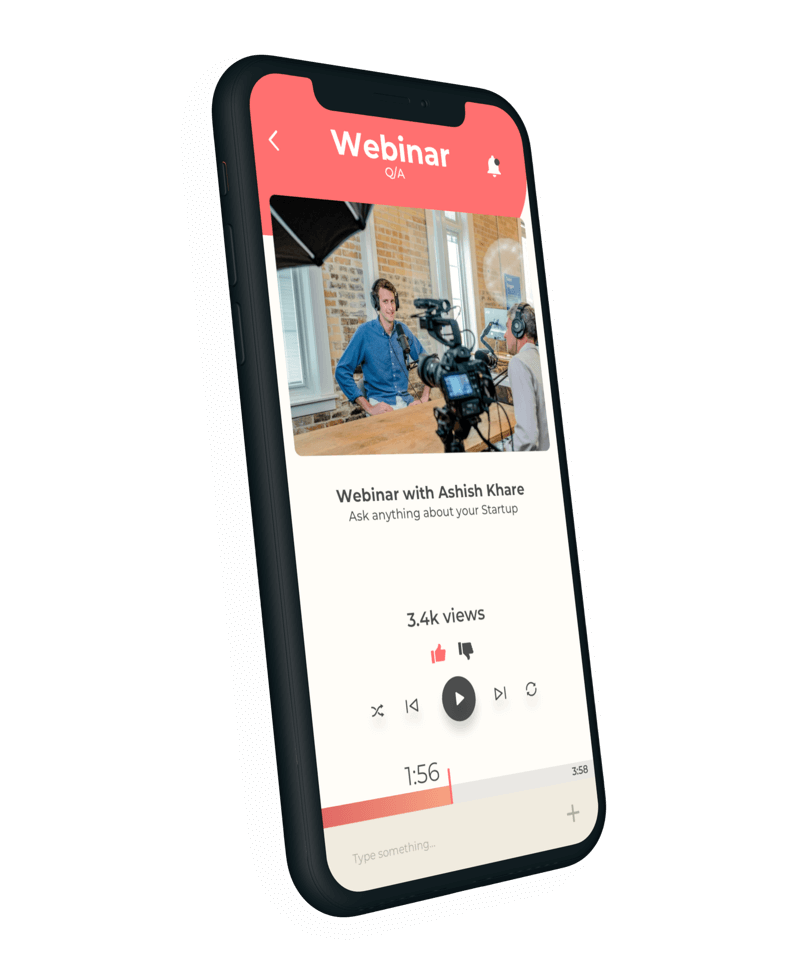 Webinar
Q/A
Webinar with Ashish Khare
Ask anything about your Startup
3.4k views
1:56
3:58
Type something...